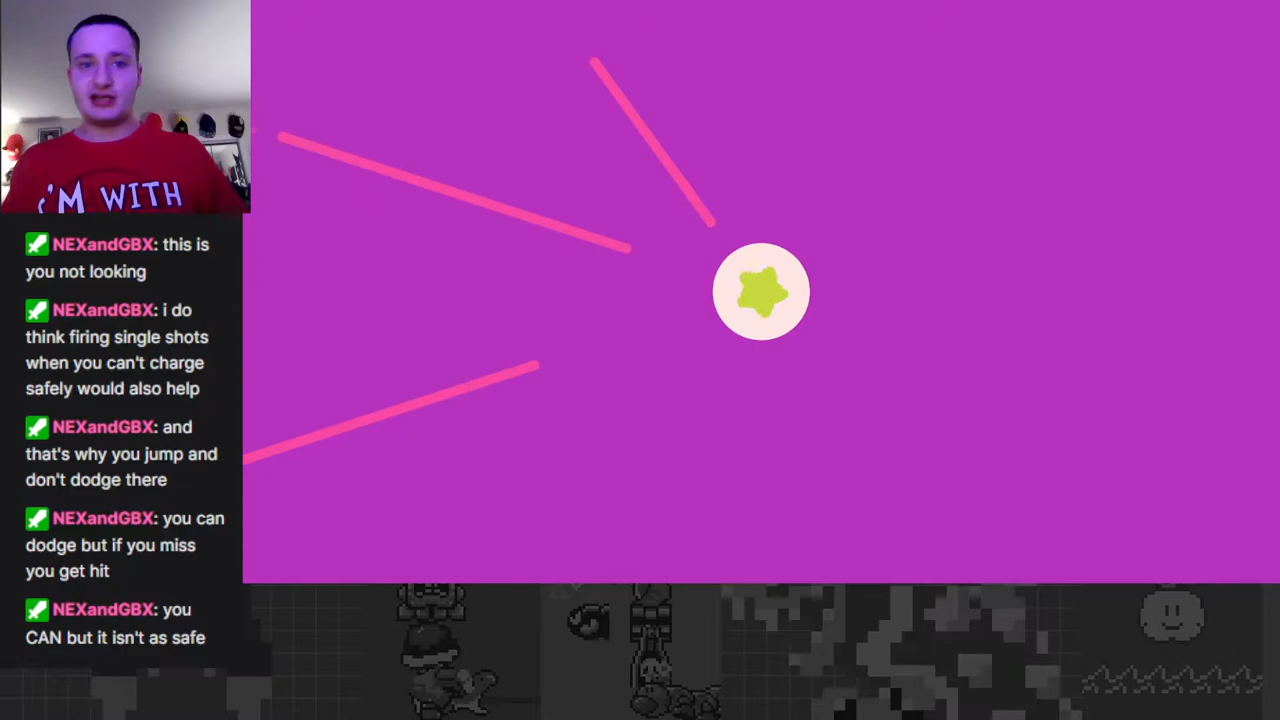 I'M WITH
NEXandGBX: this is
you not looking
NEXandGBX: i do
think firing single shots
when you can't charge
safely would also help
NEXandGBX: and
that's why you jump and
don't dodge there
NEXandGBX: you can
dodge but if you miss
you get hit
NEXandGBX: you
CAN but it isn't as safe